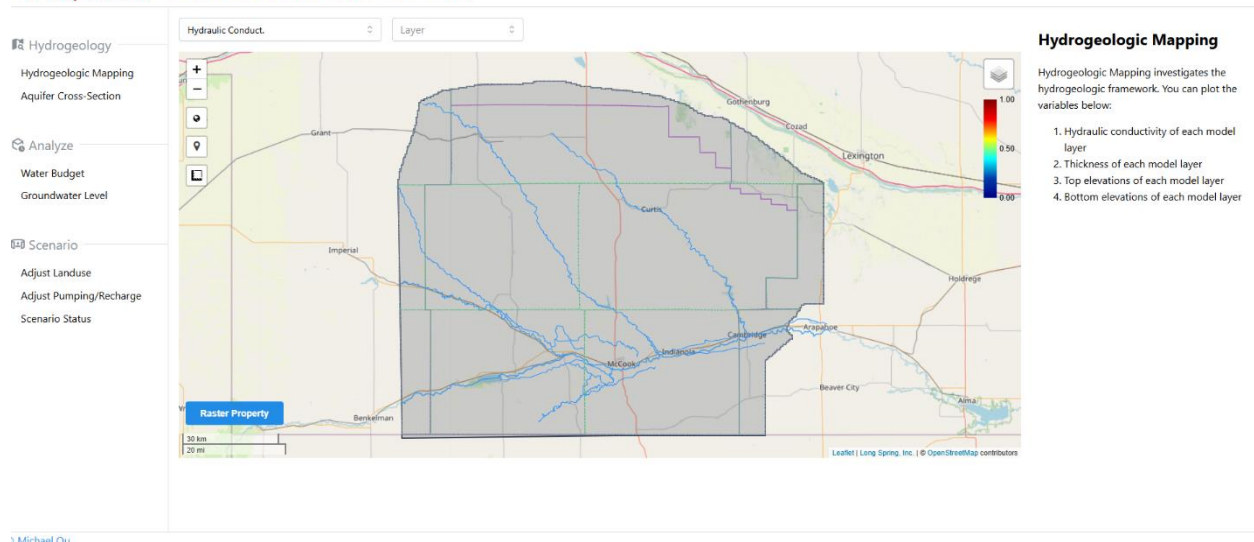 Hydraulic Conduct.
Layer
Hydrogeology
Hydrogeologic Mapping
Aquifer Cross-Section
Analyze
Water Budget
Groundwater Level
Scenario
Adjust Landuse
Adjust Pumping/Recharge
Scenario Status
+
−
Grant
Gothenburg
Cozad
Lexington
Curtis
Imperial
Holdrege
Cambridge
Arapahoe
Indianola
McCook
Beaver City
Alma
Benkelman
1.00
0.50
0.00
Raster Property
30 km
20 mi
Leaflet | Long Spring, Inc. | © OpenStreetMap contributors
Hydrogeologic Mapping
Hydrogeologic Mapping investigates the
hydrogeologic framework. You can plot the
variables below:
1. Hydraulic conductivity of each model
layer
2. Thickness of each model layer
3. Top elevations of each model layer
4. Bottom elevations of each model layer
Michael Ou